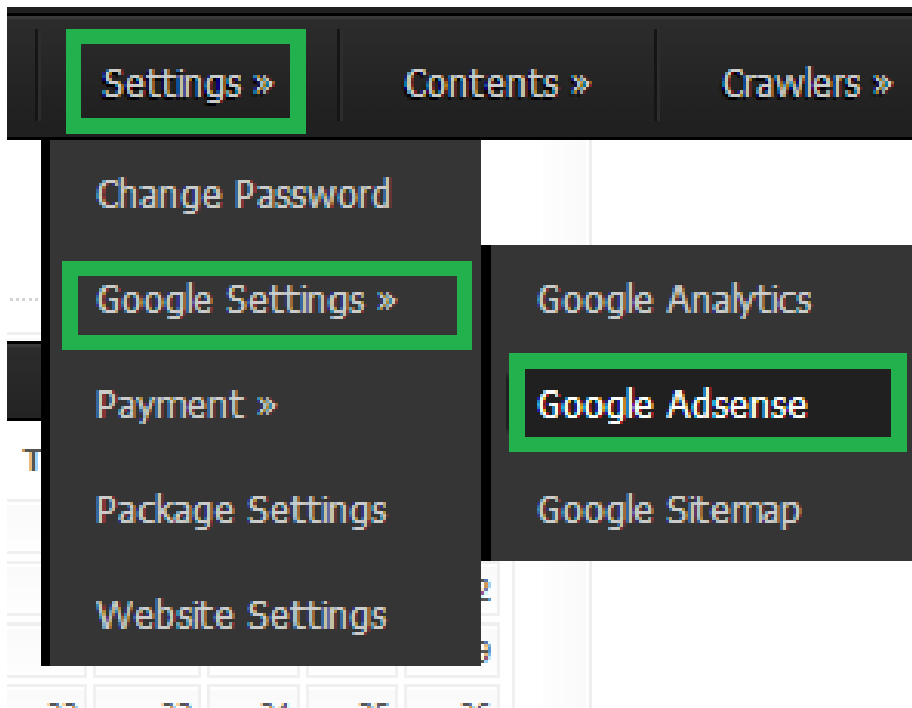 Settings »
Contents »
Crawlers »
Change Password
Google Settings »
Google Analytics
Payment »
Google Adsense
T
Package Settings
Google Sitemap
Website Settings